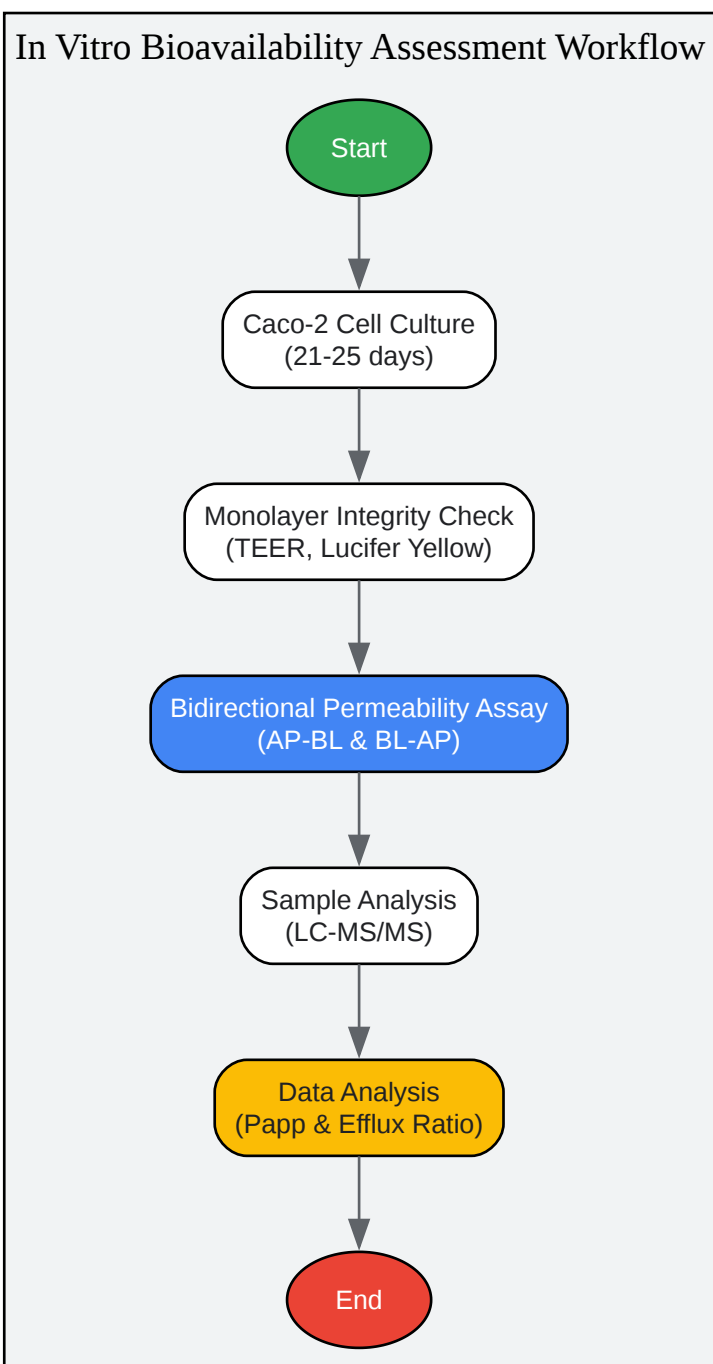 In Vitro Bioavailability Assessment Workflow
Start
Caco-2 Cell Culture
(21-25 days)
Monolayer Integrity Check
(TEER, Lucifer Yellow)
Bidirectional Permeability Assay
(AP-BL & BL-AP)
Sample Analysis
(LC-MS/MS)
Data Analysis
(Papp & Efflux Ratio)
End